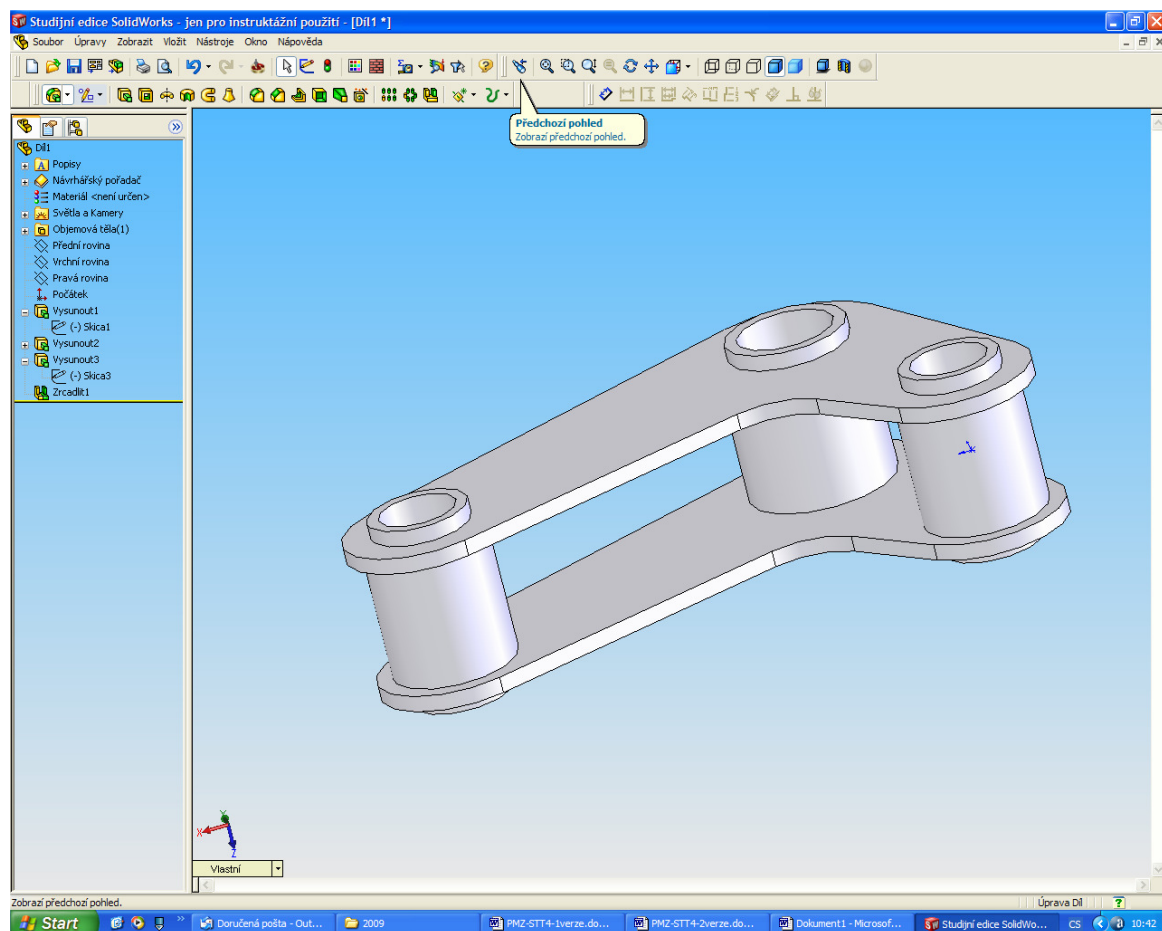 Studijní edice SolidWorks - jen pro instruktážní použití - [Díl1 *]
Soubor Úpravy Zobrazit Vložit Nástroje Okno Nápověda
Předchozí pohled
Zobrazí předchozí pohled.
Díl1
Popisy
Návrhářský pořadač
Materiál <není určen>
Světla a Kamery
Objemová těla(1)
Přední rovina
Vrchní rovina
Pravá rovina
Počátek
Vysunout1
(-) Skica1
Vysunout2
Vysunout3
(-) Skica3
Zrcadlit1
Y
X
Z
Vlastní
Zobrazí předchozí pohled.
Úprava Díl
Start
Doručená pošta - Out...
2009
PMZ-STT4-1verze.do...
PMZ-STT4-2verze.do...
Dokument1 - Microsof...
Studijní edice SolidWo...
CS
10:42